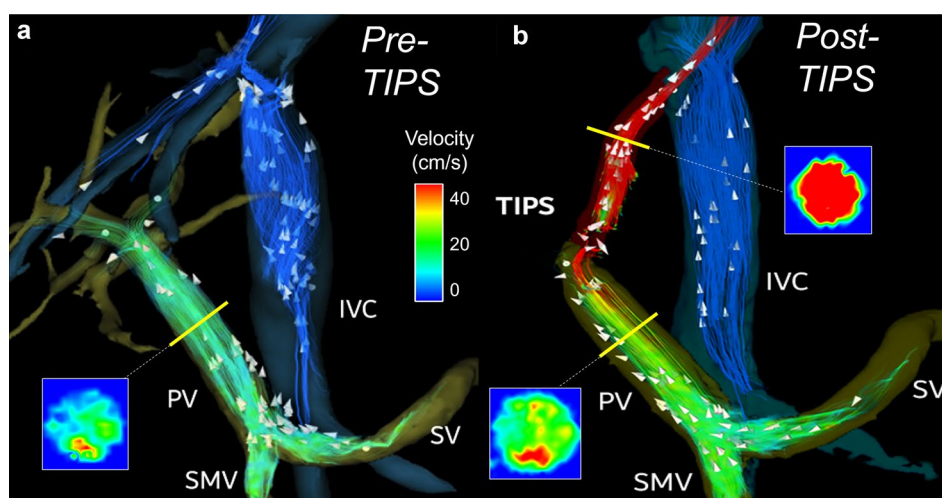 a
Pre-
TIPS
Velocity
(cm/s)
40
20
0
IVC
PV
SV
SMV
b
Post-
TIPS
TIPS
IVC
SV
PV
SMV